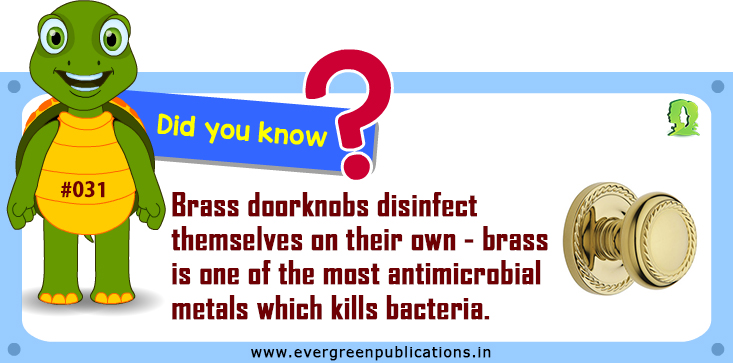 Did you know ?
#031
Brass doorknobs disinfect
themselves on their own - brass
is one of the most antimicrobial
metals which kills bacteria.
www.evergreenpublications.in